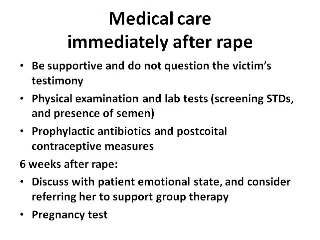 Medical care
immediately after rape
• Be supportive and do not question the victim's
testimony
• Physical examination and lab tests (screening STDs,
and presence of semen)
• Prophylactic antibiotics and postcoital
contraceptive measures
6 weeks after rape:
• Discuss with patient emotional state, and consider
referring her to support group therapy
• Pregnancy test